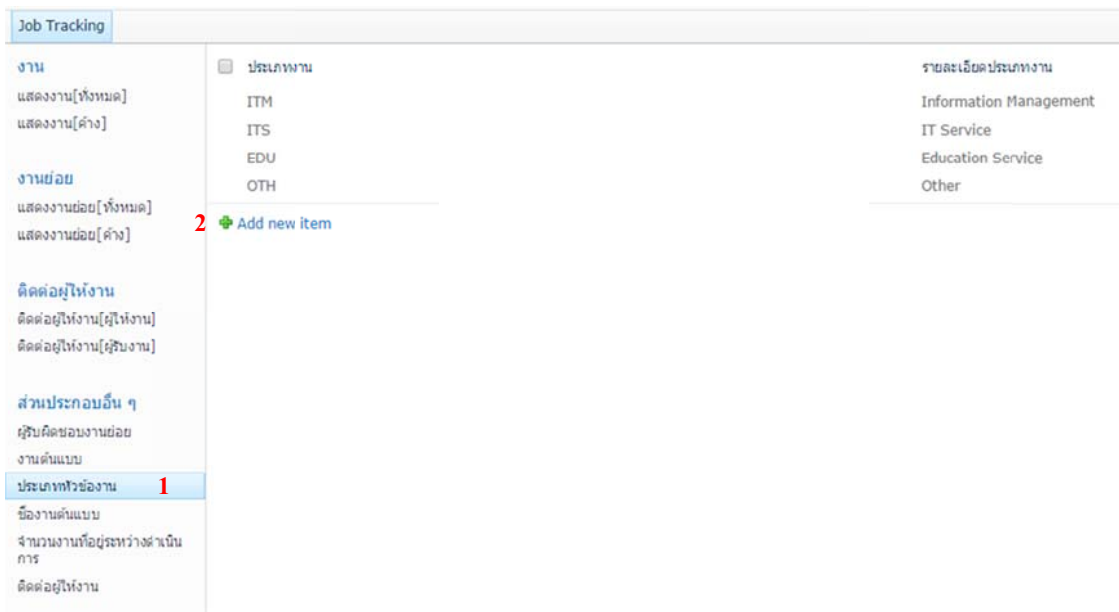 Job Tracking
งาน
แสดงงาน[ทั้งหมด]
แสดงงาน[ค้าง]
งานย่อย
แสดงงานย่อย[ทั้งหมด]
แสดงงานย่อย[ค้าง]
ติดต่อผู้ให้งาน
ติดต่อผู้ให้งาน[ผู้ให้งาน]
ติดต่อผู้ให้งาน[ผู้รับงาน]
ส่วนประกอบอื่น ๆ
ผู้รับผิดชอบงานย่อย
งานต้นแบบ
ประเภทหัวข้องาน 1
ชื่องานต้นแบบ
จำนวนงานที่อยู่ระหว่างดำเนิน
การ
ติดต่อผู้ให้งาน
ประเภทงาน รายละเอียดประเภทงาน
ITM Information Management
ITS IT Service
EDU Education Service
OTH Other
2 Add new item